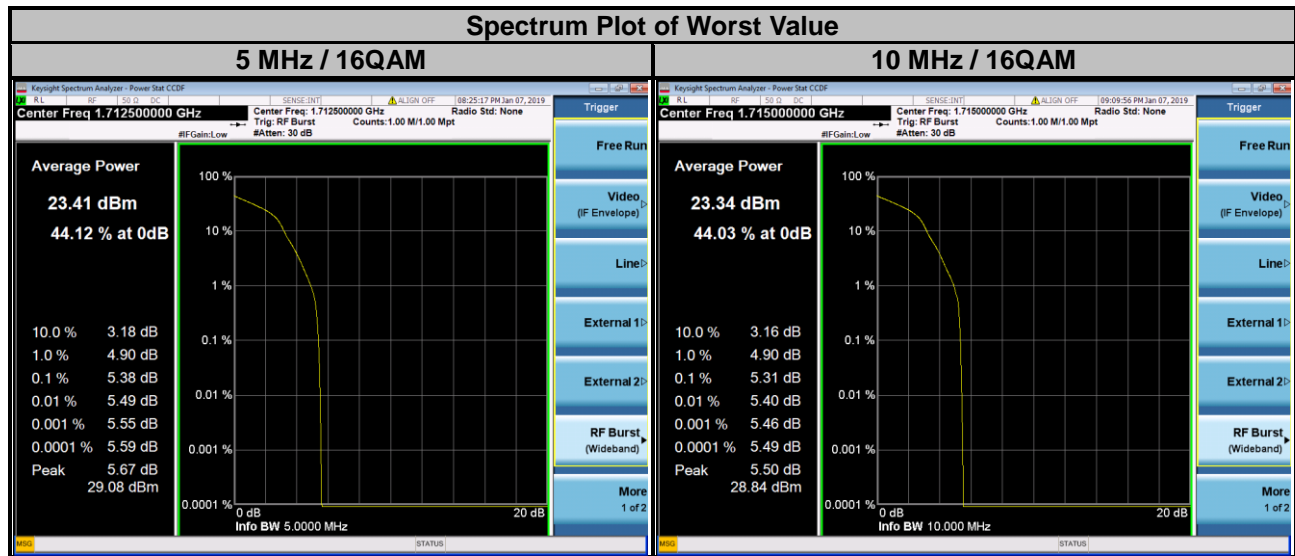 Spectrum Plot of Worst Value
5 MHz / 16QAM
Keysight Spectrum Analyzer - Power Stat CCDF
RL RF 50 Ω DC SENSE:INT ALIGN OFF 08:25:17 PM Jan 07, 2019
Center Freq 1.712500000 GHz
Center Freq: 1.712500000 GHz Radio Std: None
Trig: RF Burst Counts:1.00 M/1.00 Mpt
#IFGain:Low #Atten: 30 dB
Average Power
23.41 dBm
44.12 % at 0dB
10.0 % 3.18 dB
1.0 % 4.90 dB
0.1 % 5.38 dB
0.01 % 5.49 dB
0.001 % 5.55 dB
0.0001 % 5.59 dB
Peak 5.67 dB
29.08 dBm
100 %
10 %
1 %
0.1 %
0.01 %
0.001 %
0.0001 %
0 dB 20 dB
Info BW 5.0000 MHz
Trigger
Free Run
Video
(IF Envelope)
Line
External 1
External 2
RF Burst
(Wideband)
More
1 of 2
MSG STATUS
10 MHz / 16QAM
Keysight Spectrum Analyzer - Power Stat CCDF
RL RF 50 Ω DC SENSE:INT ALIGN OFF 09:09:56 PM Jan 07, 2019
Center Freq 1.715000000 GHz
Center Freq: 1.715000000 GHz Radio Std: None
Trig: RF Burst Counts:1.00 M/1.00 Mpt
#IFGain:Low #Atten: 30 dB
Average Power
23.34 dBm
44.03 % at 0dB
10.0 % 3.16 dB
1.0 % 4.90 dB
0.1 % 5.31 dB
0.01 % 5.40 dB
0.001 % 5.46 dB
0.0001 % 5.49 dB
Peak 5.50 dB
28.84 dBm
100 %
10 %
1 %
0.1 %
0.01 %
0.001 %
0.0001 %
0 dB 20 dB
Info BW 10.000 MHz
Trigger
Free Run
Video
(IF Envelope)
Line
External 1
External 2
RF Burst
(Wideband)
More
1 of 2
MSG STATUS